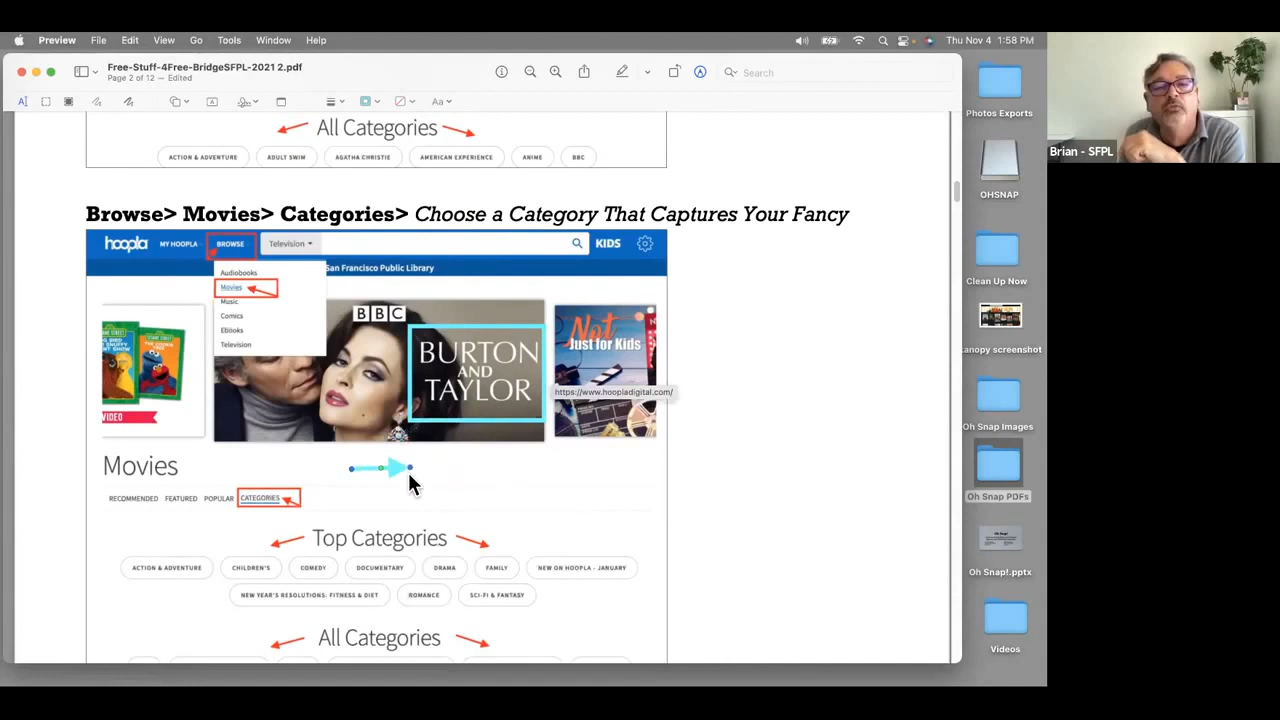 Preview File Edit View Go Tools Window Help Thu Nov 4 1:58 PM
Free-Stuff-4Free-BridgeSFPL-2021 2.pdf
Page 2 of 12 — Edited
Search
A Aa
All Categories
ACTION & ADVENTURE ADULT SWIM AGATHA CHRISTIE AMERICAN EXPERIENCE ANIME BBC
Browse> Movies> Categories> Choose a Category That Captures Your Fancy
hoopla MY HOOPLA BROWSE Television KIDS
San Francisco Public Library
Audiobooks
Movies
Music
Comics
EBooks
Television
VIDEO
BBC
BURTON
AND
TAYLOR
Not
Just for Kids
https://www.hoopladigital.com/
Movies
RECOMMENDED FEATURED POPULAR CATEGORIES
Top Categories
ACTION & ADVENTURE CHILDREN'S COMEDY DOCUMENTARY DRAMA FAMILY NEW ON HOOPLA - JANUARY
NEW YEAR'S RESOLUTIONS: FITNESS & DIET ROMANCE SCI-FI & FANTASY
All Categories
Photos Exports
OHSNAP
Clean Up Now
anopy screenshot
Oh Snap Images
Oh Snap PDFs
Oh Snap!.pptx
Videos
Brian - SFPL